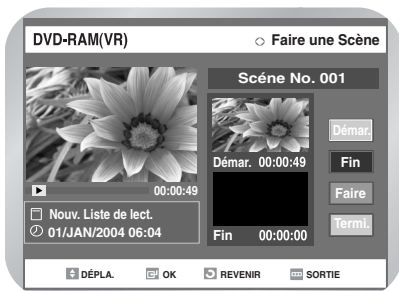 DVD-RAM(VR)
Faire une Scène
Scéne No. 001
Démar. 00:00:49
Fin 00:00:00
Démar.
Fin
Faire
Termi.
00:00:49
Nouv. Liste de lect.
01/JAN/2004 06:04
DÉPLA. OK REVENIR SORTIE